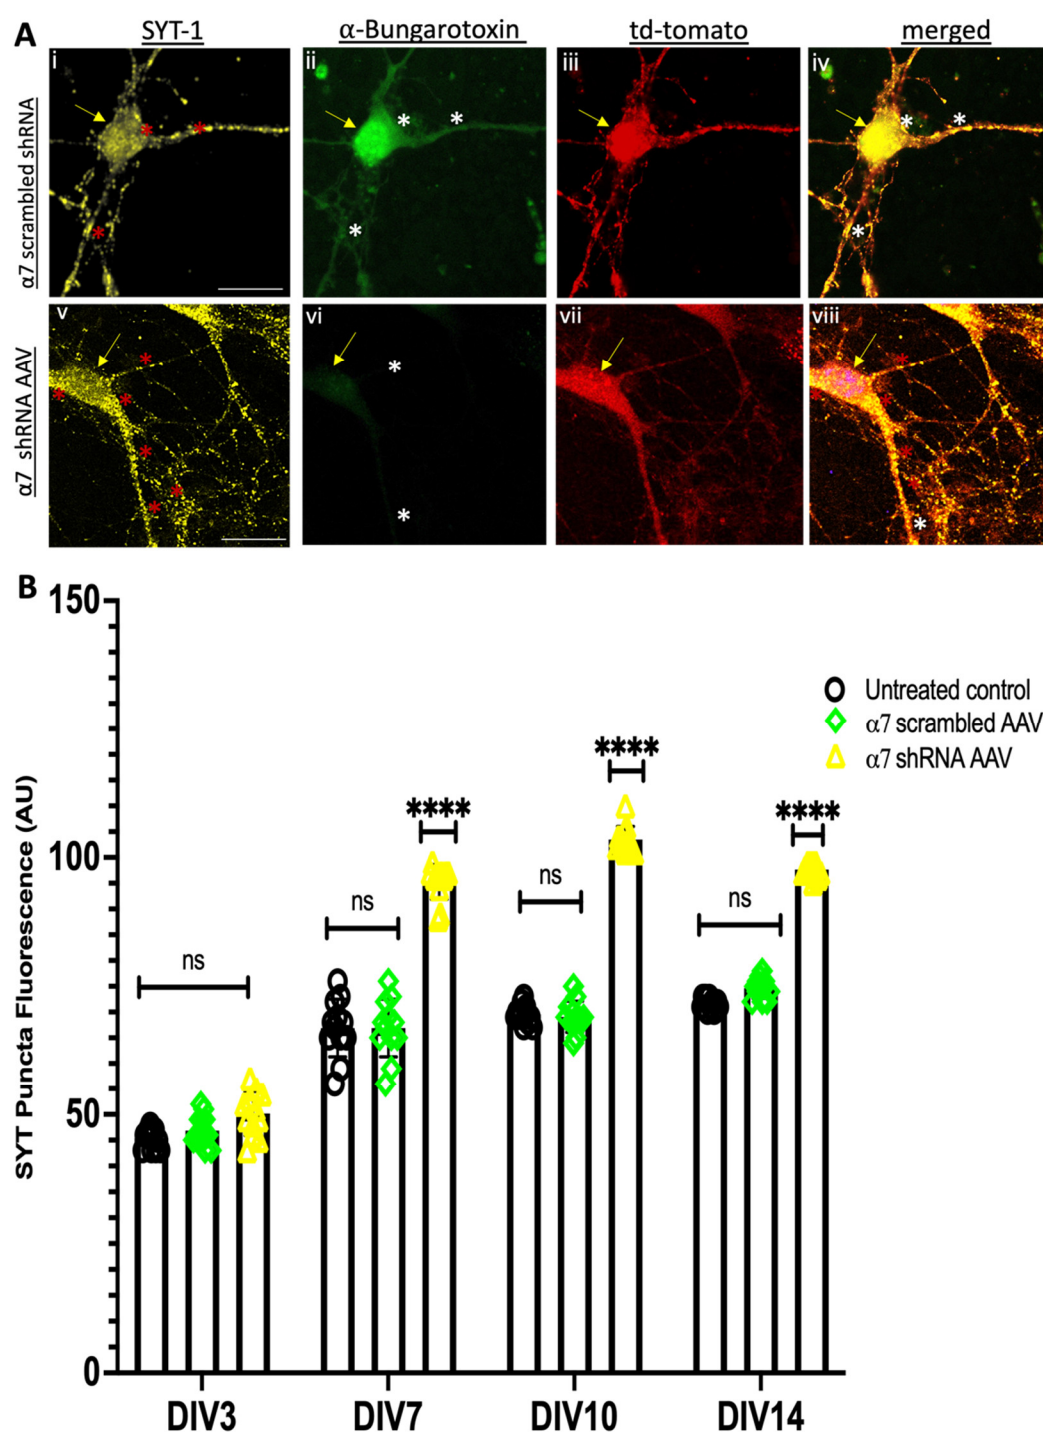 A SYT-1 α-Bungarotoxin td-tomato merged
α7 scrambled shRNA
i ii iii iv
* * * * * * * * *
α7 shRNA AAV
v vi vii viii
* * * * * * * * * * * * *
B
SYT Puncta Fluorescence (AU)
150
100
50
0
Untreated control
α7 scrambled AAV
α7 shRNA AAV
ns
ns
****
ns
****
ns
****
DIV3 DIV7 DIV10 DIV14